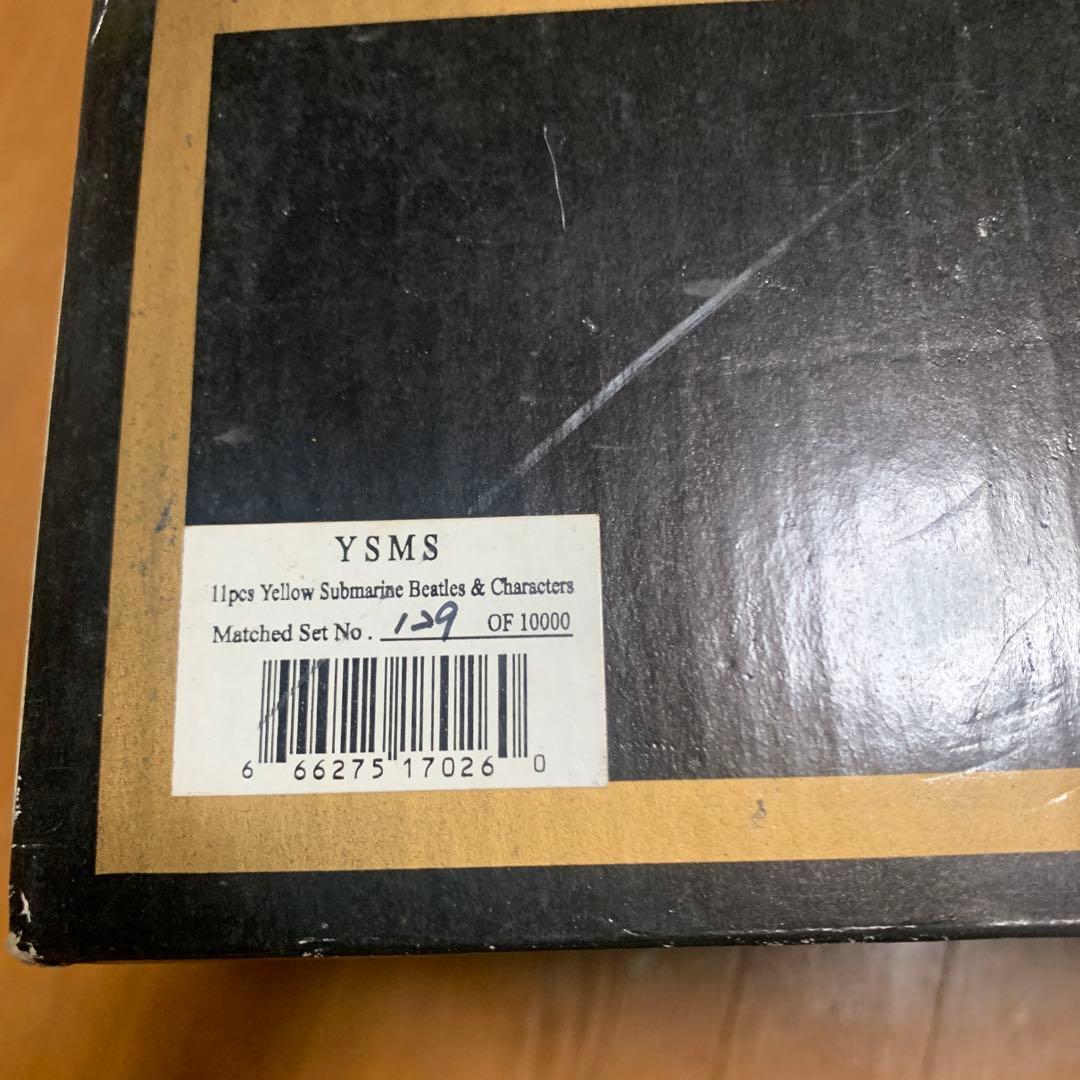 YSMS
11pcs Yellow Submarine Beatles & Characters
Matched Set No. 129 OF 10000
6 66275 17026 0